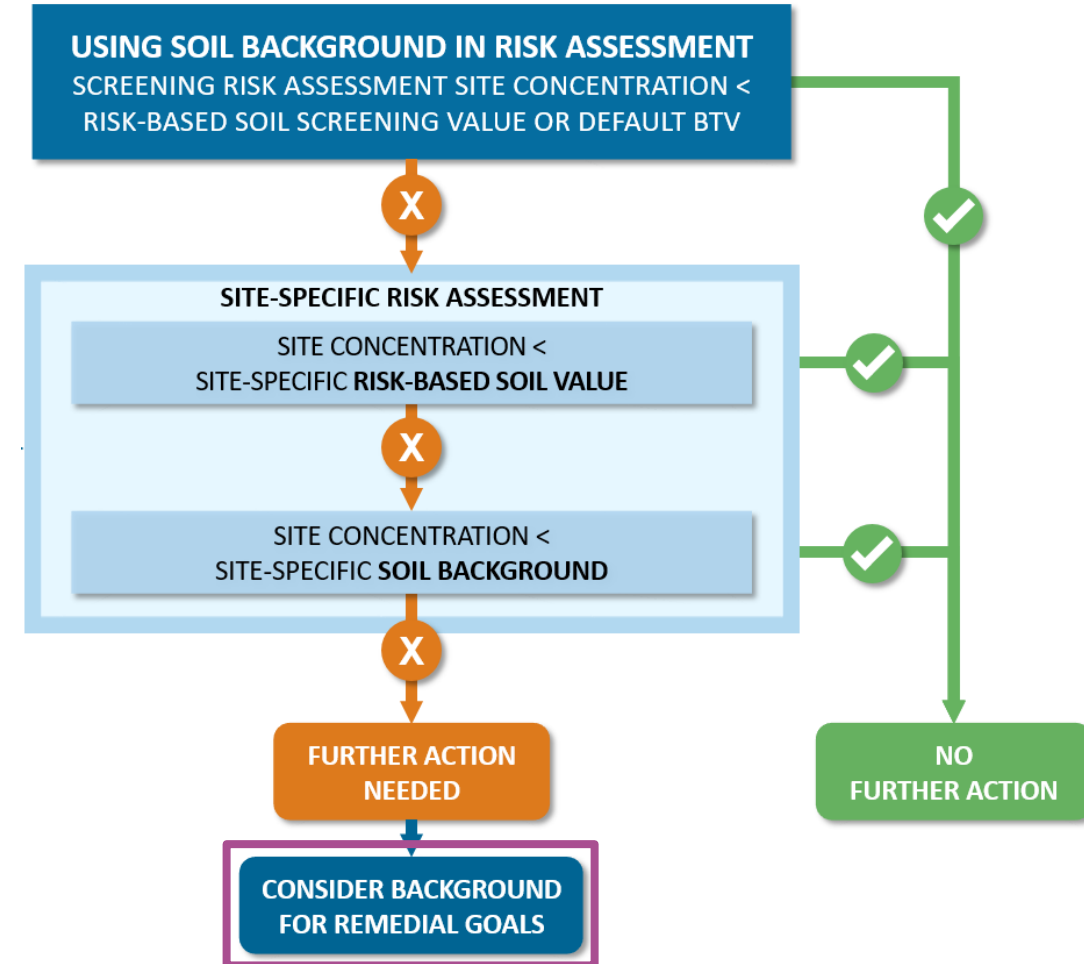 USING SOIL BACKGROUND IN RISK ASSESSMENT
SCREENING RISK ASSESSMENT SITE CONCENTRATION <
RISK-BASED SOIL SCREENING VALUE OR DEFAULT BTV
X
SITE-SPECIFIC RISK ASSESSMENT
SITE CONCENTRATION <
SITE-SPECIFIC RISK-BASED SOIL VALUE
X
SITE CONCENTRATION <
SITE-SPECIFIC SOIL BACKGROUND
X
FURTHER ACTION
NEEDED
NO
FURTHER ACTION
CONSIDER BACKGROUND
FOR REMEDIAL GOALS